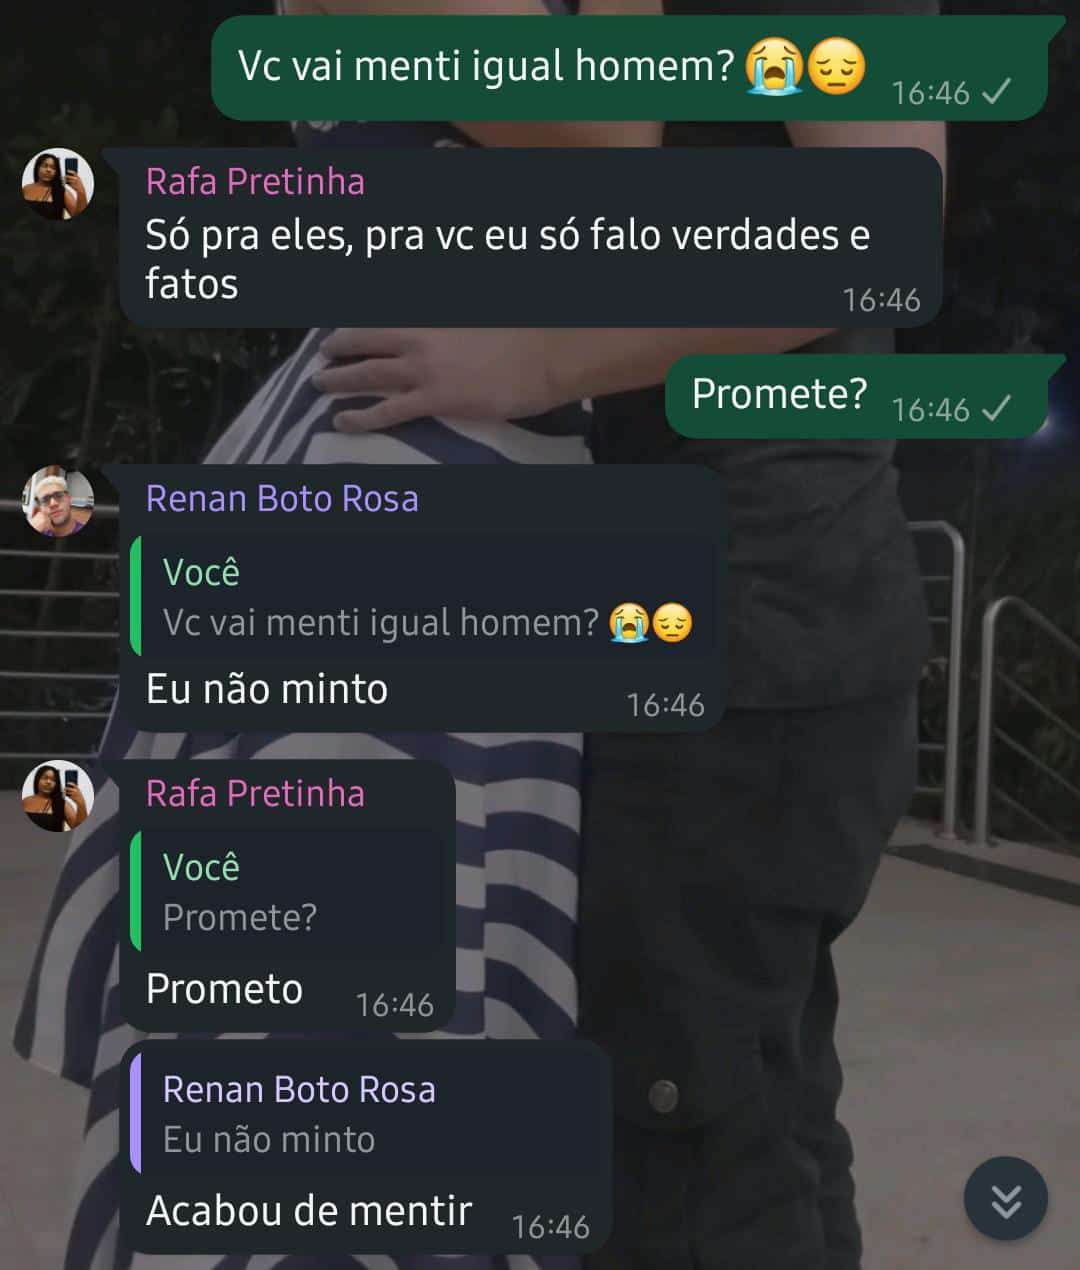 Vc vai menti igual homem? 😭😔
16:46
Rafa Pretinha
Só pra eles, pra vc eu só falo verdades e
fatos
16:46
Promete?
16:46
Renan Boto Rosa
Você
Vc vai menti igual homem? 😭😔
Eu não minto
16:46
Rafa Pretinha
Você
Promete?
Prometo
16:46
Renan Boto Rosa
Eu não minto
Acabou de mentir
16:46